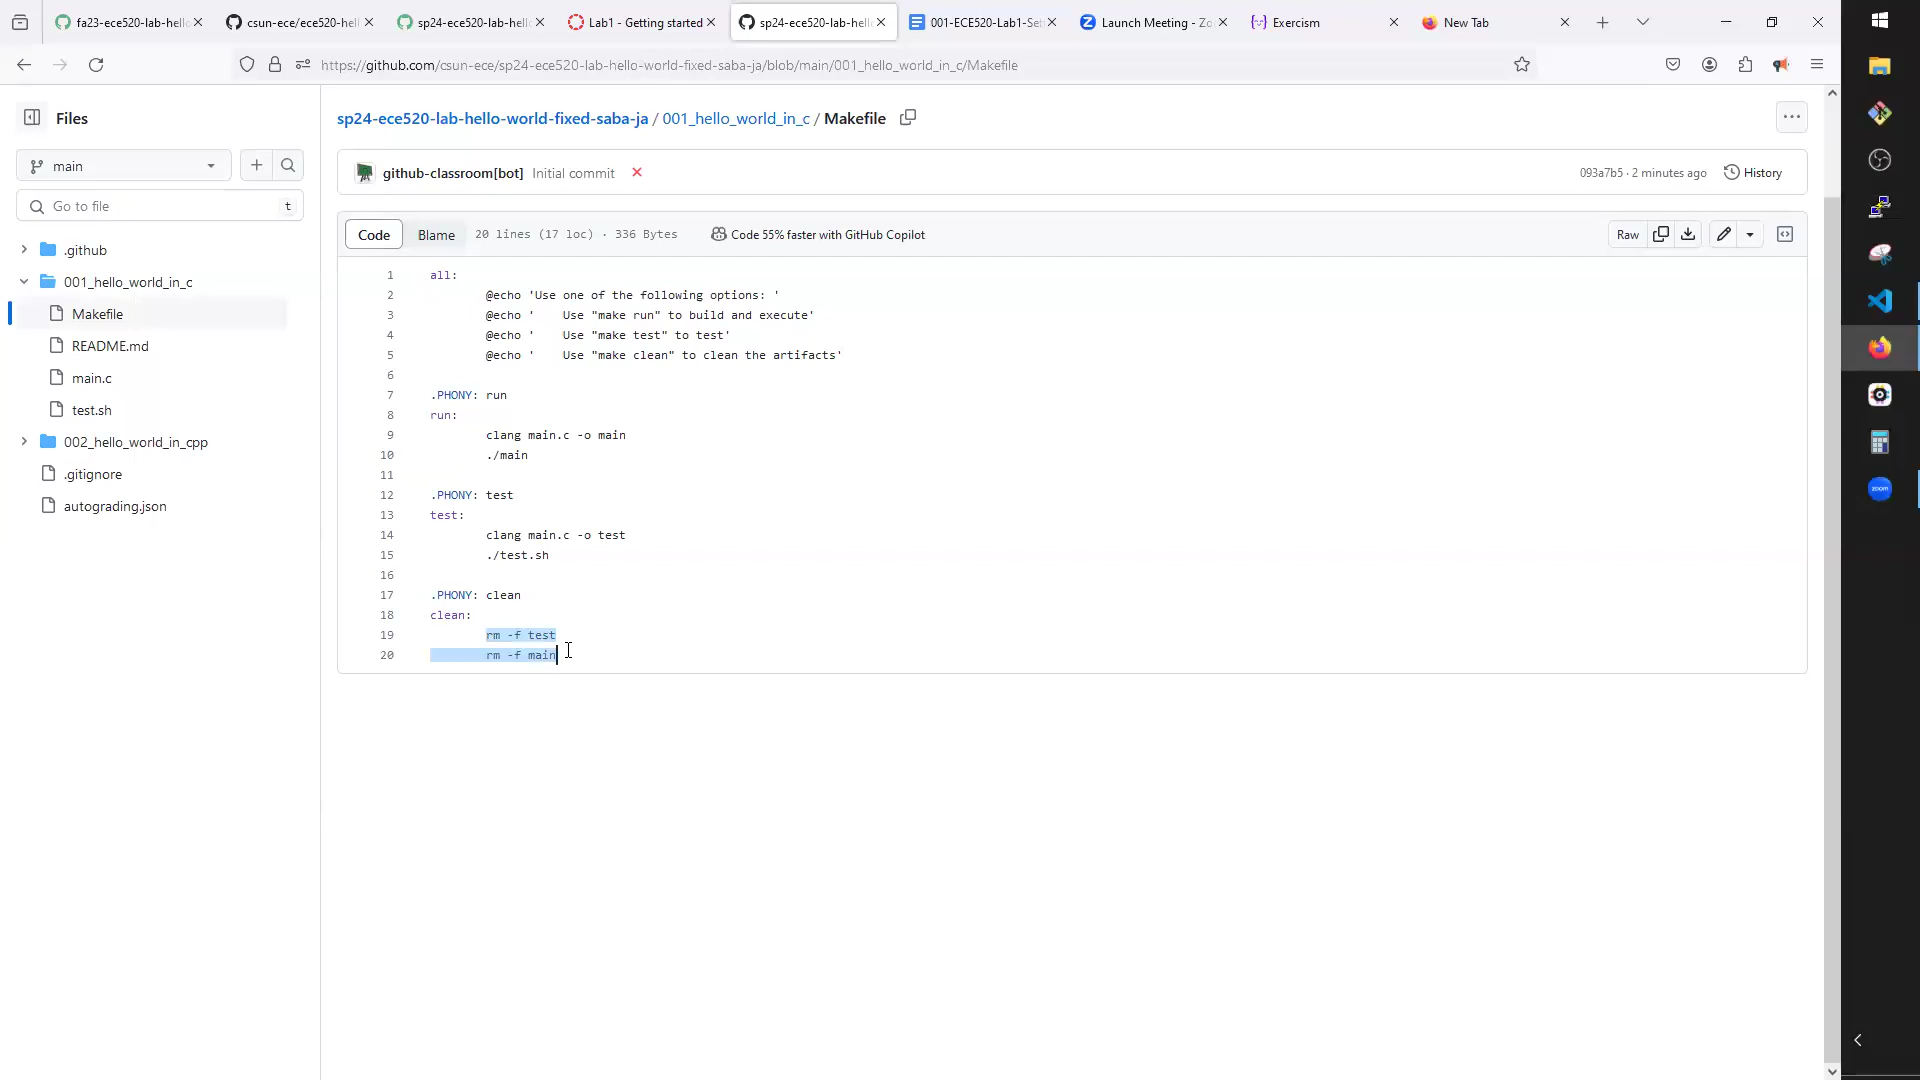 fa23-ece520-lab-hell
csun-ece/ece520-hell
sp24-ece520-lab-hell
Lab1 - Getting started
sp24-ece520-lab-hell
001-ECE520-Lab1-Set
Launch Meeting - Zo
Exercism
New Tab
https://github.com/csun-ece/sp24-ece520-lab-hello-world-fixed-saba-ja/blob/main/001_hello_world_in_c/Makefile
Files
main
Go to file
t
.github
001_hello_world_in_c
Makefile
README.md
main.c
test.sh
002_hello_world_in_cpp
.gitignore
autograding.json
sp24-ece520-lab-hello-world-fixed-saba-ja / 001_hello_world_in_c / Makefile
github-classroom[bot] Initial commit
093a7b5 · 2 minutes ago
History
Code
Blame
20 lines (17 loc) · 336 Bytes
Code 55% faster with GitHub Copilot
Raw
1 all:
2 @echo 'Use one of the following options: '
3 @echo '    Use "make run" to build and execute'
4 @echo '    Use "make test" to test'
5 @echo '    Use "make clean" to clean the artifacts'
6
7 .PHONY: run
8 run:
9 clang main.c -o main
10 ./main
11
12 .PHONY: test
13 test:
14 clang main.c -o test
15 ./test.sh
16
17 .PHONY: clean
18 clean:
19 rm -f test
20 rm -f main
zoom